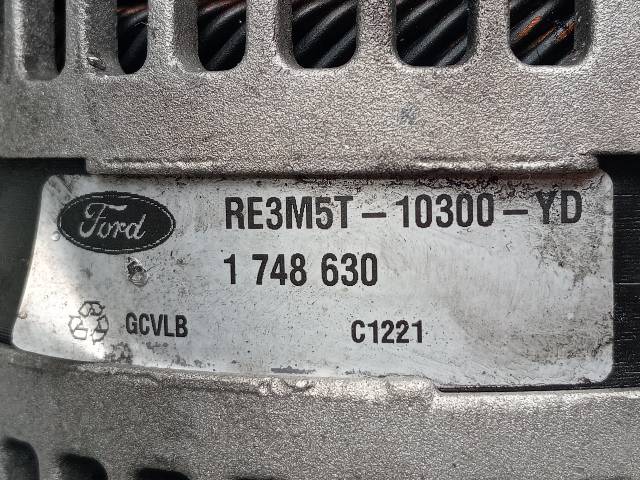 Ford
RE3M5T-10300-YD
1 748 630
GCVLB C1221